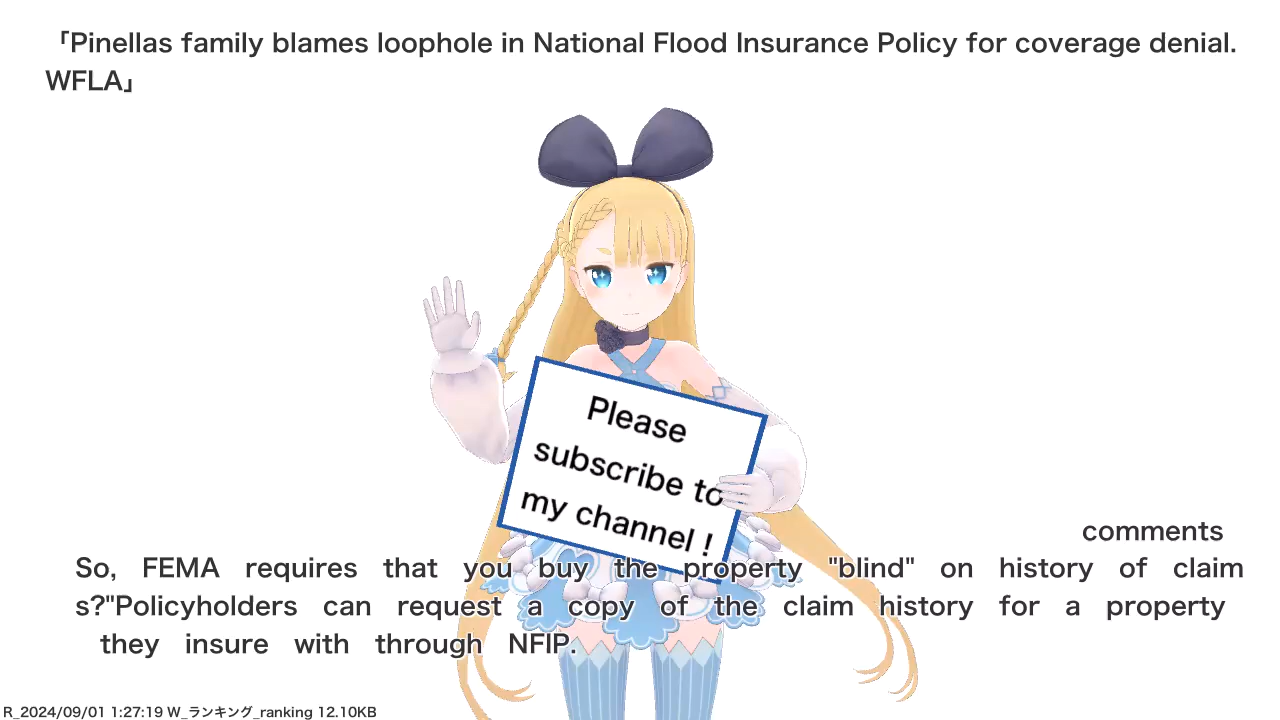 「Pinellas family blames loophole in National Flood Insurance Policy for coverage denial.
WFLA」
Please
subscribe to
my channel !
comments
So, FEMA requires that you buy the property "blind" on history of claim
s?"Policyholders can request a copy of the claim history for a property
they insure with through NFIP.
R_2024/09/01 1:27:19 W_ランキング_ranking 12.10KB